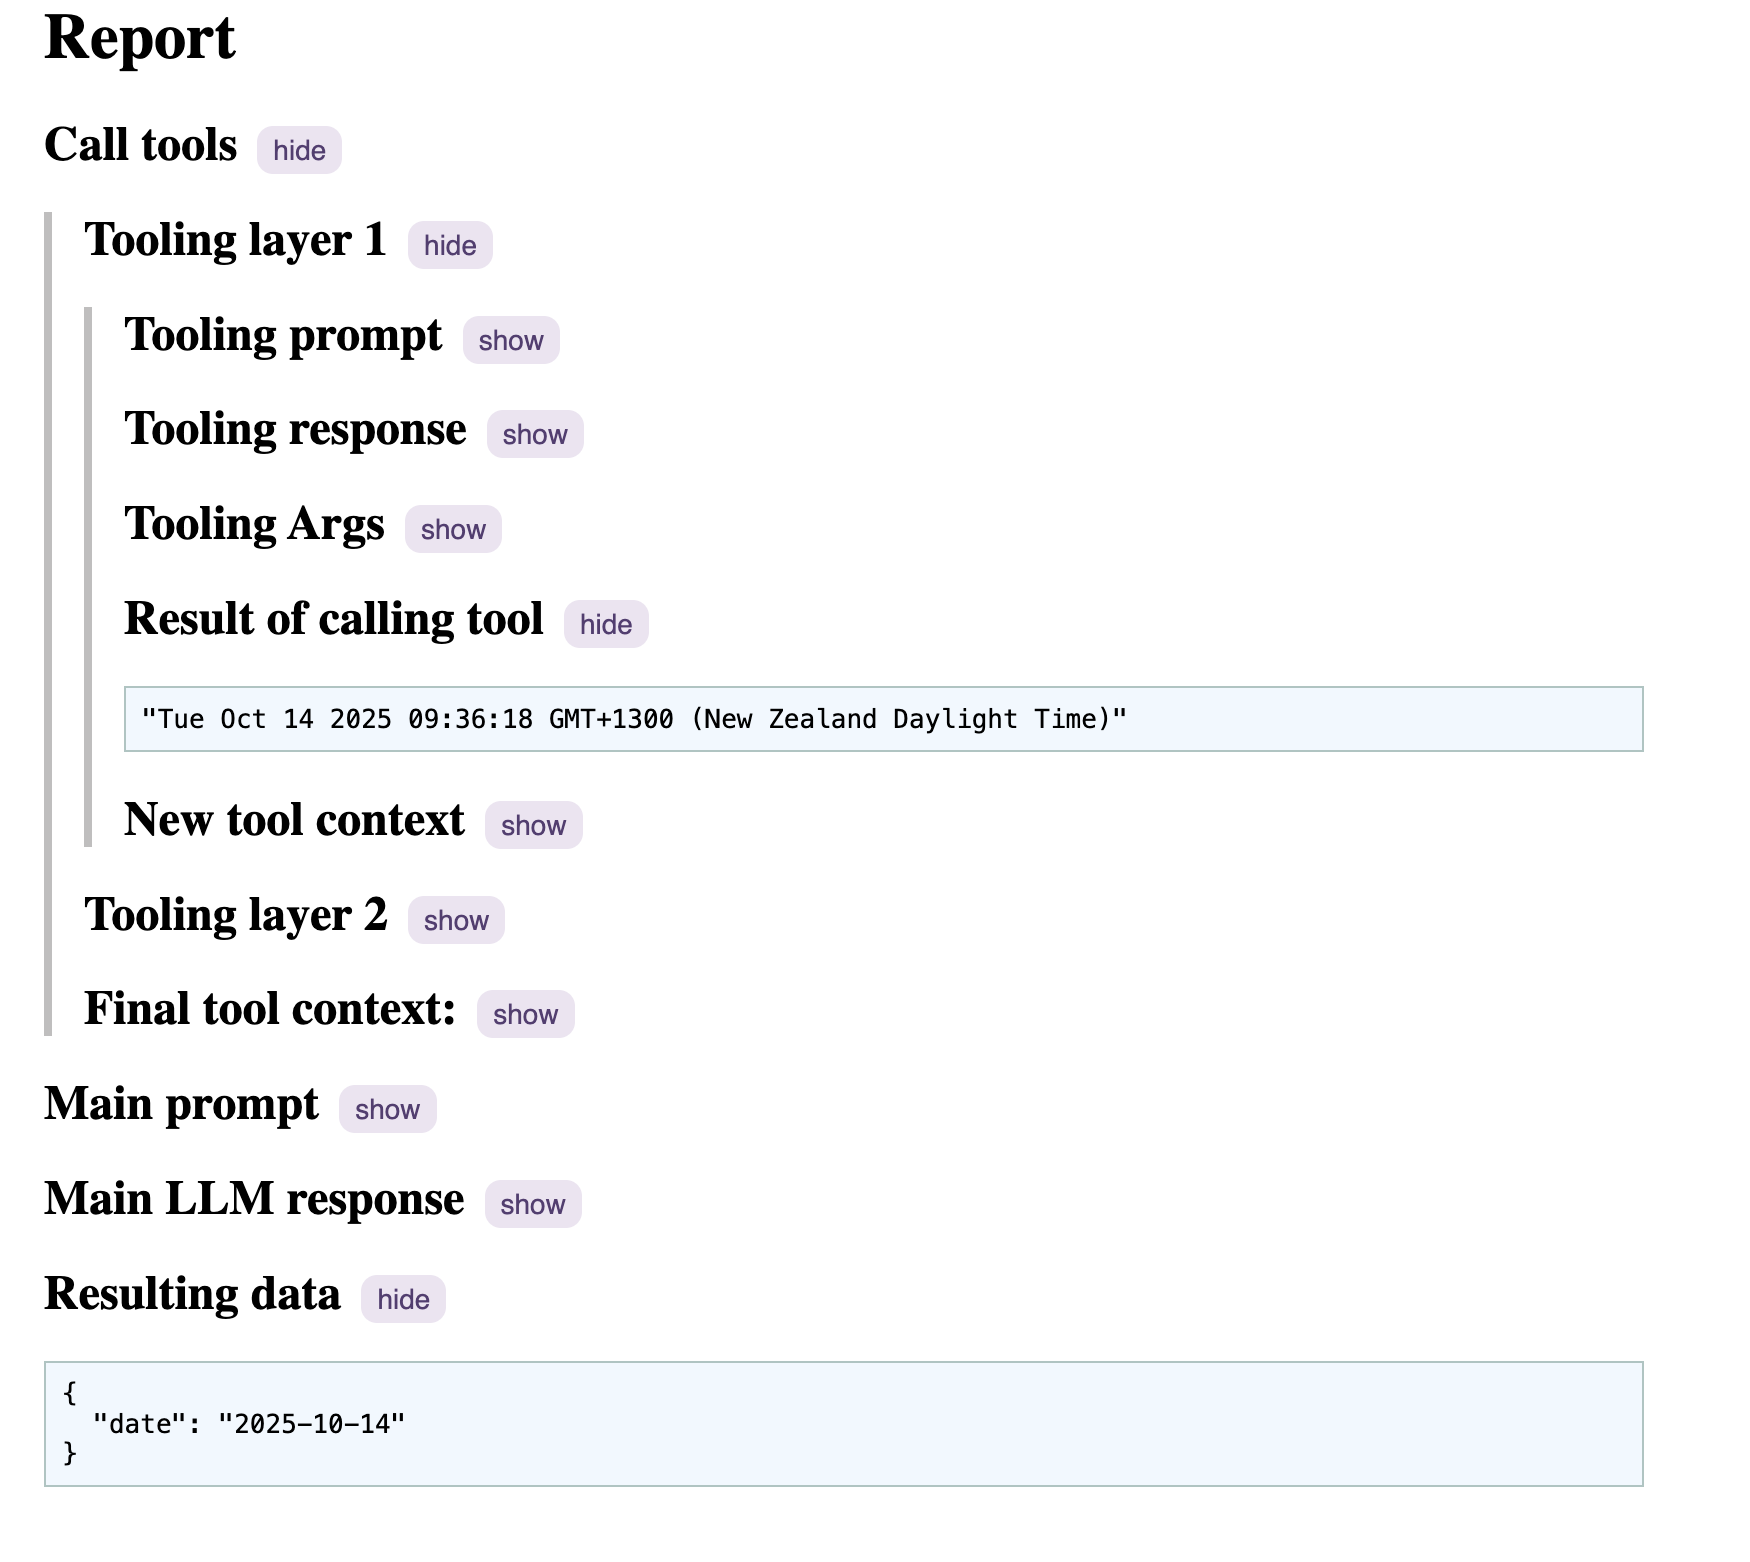 Report
Call tools hide
Tooling layer 1 hide
Tooling prompt show
Tooling response show
Tooling Args show
Result of calling tool hide
"Tue Oct 14 2025 09:36:18 GMT+1300 (New Zealand Daylight Time)"
New tool context show
Tooling layer 2 show
Final tool context: show
Main prompt show
Main LLM response show
Resulting data hide
{
  "date": "2025-10-14"
}